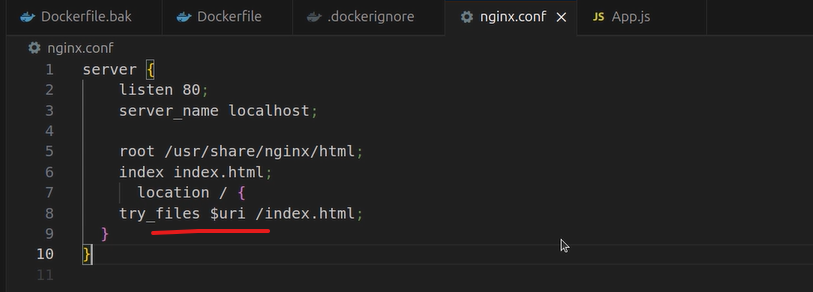 Dockerfile.bak Dockerfile .dockerignore nginx.conf JS App.js
nginx.conf
1 server {
2 listen 80;
3 server_name localhost;
4
5 root /usr/share/nginx/html;
6 index index.html;
7 location / {
8 try_files $uri /index.html;
9 }
10 }
11